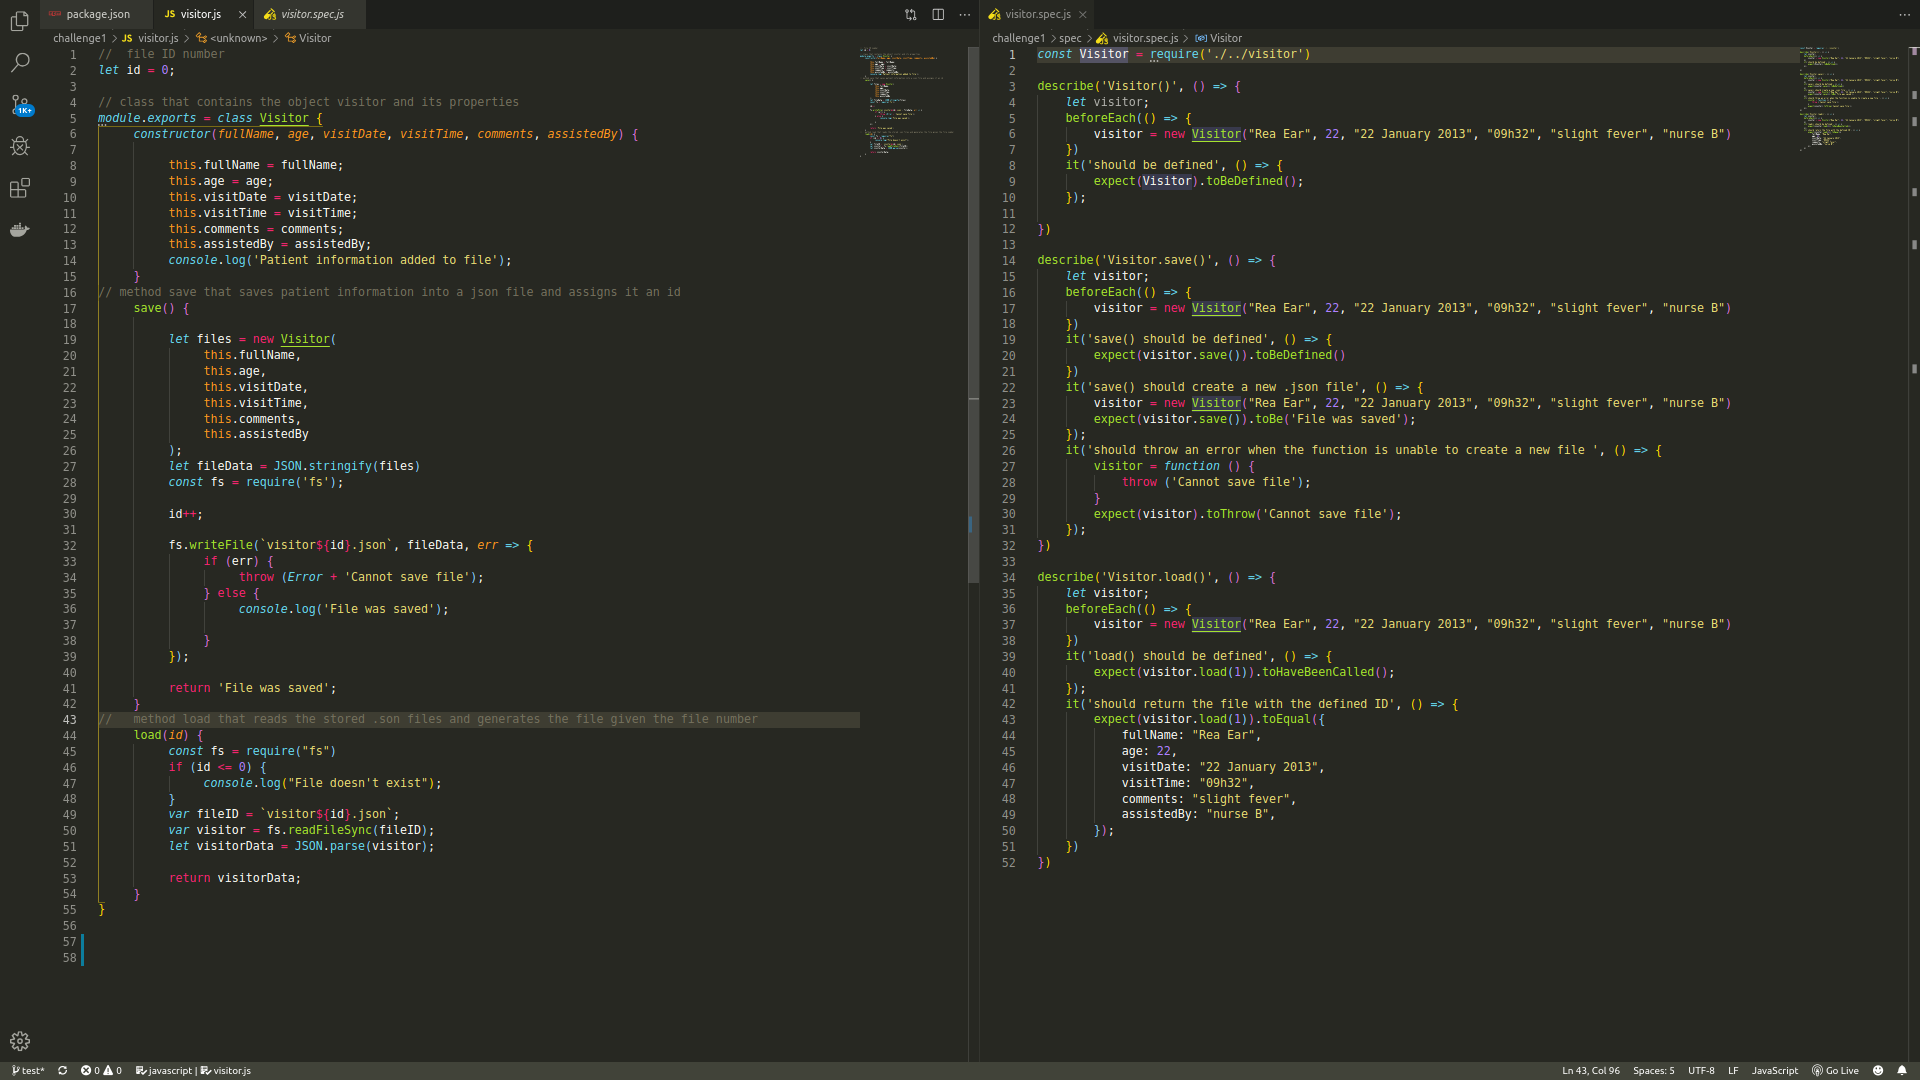 package.json
JS visitor.js
visitor.spec.js
challenge1 > JS visitor.js > <unknown> > Visitor
1 //  file ID number
2 let id = 0;
3
4 // class that contains the object visitor and its properties
5 module.exports = class Visitor {
6 constructor(fullName, age, visitDate, visitTime, comments, assistedBy) {
7
8 this.fullName = fullName;
9 this.age = age;
10 this.visitDate = visitDate;
11 this.visitTime = visitTime;
12 this.comments = comments;
13 this.assistedBy = assistedBy;
14 console.log('Patient information added to file');
15 }
16 // method save that saves patient information into a json file and assigns it an id
17 save() {
18
19 let files = new Visitor(
20 this.fullName,
21 this.age,
22 this.visitDate,
23 this.visitTime,
24 this.comments,
25 this.assistedBy
26 );
27 let fileData = JSON.stringify(files)
28 const fs = require('fs');
29
30 id++;
31
32 fs.writeFile(`visitor${id}.json`, fileData, err => {
33 if (err) {
34 throw (Error + 'Cannot save file');
35 } else {
36 console.log('File was saved');
37
38 }
39 });
40
41 return 'File was saved';
42 }
43 //   method load that reads the stored .son files and generates the file given the file number
44 load(id) {
45 const fs = require("fs")
46 if (id <= 0) {
47 console.log("File doesn't exist");
48 }
49 var fileID = `visitor${id}.json`;
50 var visitor = fs.readFileSync(fileID);
51 let visitorData = JSON.parse(visitor);
52
53 return visitorData;
54 }
55 }
56
57
58
visitor.spec.js
challenge1 > spec > visitor.spec.js > Visitor
1 const Visitor = require('./../visitor')
2
3 describe('Visitor()', () => {
4 let visitor;
5 beforeEach(() => {
6 visitor = new Visitor("Rea Ear", 22, "22 January 2013", "09h32", "slight fever", "nurse B")
7 })
8 it('should be defined', () => {
9 expect(Visitor).toBeDefined();
10 });
11
12 })
13
14 describe('Visitor.save()', () => {
15 let visitor;
16 beforeEach(() => {
17 visitor = new Visitor("Rea Ear", 22, "22 January 2013", "09h32", "slight fever", "nurse B")
18 })
19 it('save() should be defined', () => {
20 expect(visitor.save()).toBeDefined()
21 })
22 it('save() should create a new .json file', () => {
23 visitor = new Visitor("Rea Ear", 22, "22 January 2013", "09h32", "slight fever", "nurse B")
24 expect(visitor.save()).toBe('File was saved');
25 });
26 it('should throw an error when the function is unable to create a new file ', () => {
27 visitor = function () {
28 throw ('Cannot save file');
29 }
30 expect(visitor).toThrow('Cannot save file');
31 });
32 })
33
34 describe('Visitor.load()', () => {
35 let visitor;
36 beforeEach(() => {
37 visitor = new Visitor("Rea Ear", 22, "22 January 2013", "09h32", "slight fever", "nurse B")
38 })
39 it('load() should be defined', () => {
40 expect(visitor.load(1)).toHaveBeenCalled();
41 });
42 it('should return the file with the defined ID', () => {
43 expect(visitor.load(1)).toEqual({
44 fullName: "Rea Ear",
45 age: 22,
46 visitDate: "22 January 2013",
47 visitTime: "09h32",
48 comments: "slight fever",
49 assistedBy: "nurse B",
50 });
51 })
52 })
1K+
test* 0 0 javascript | visitor.js
Ln 43, Col 96 Spaces: 5 UTF-8 LF JavaScript Go Live